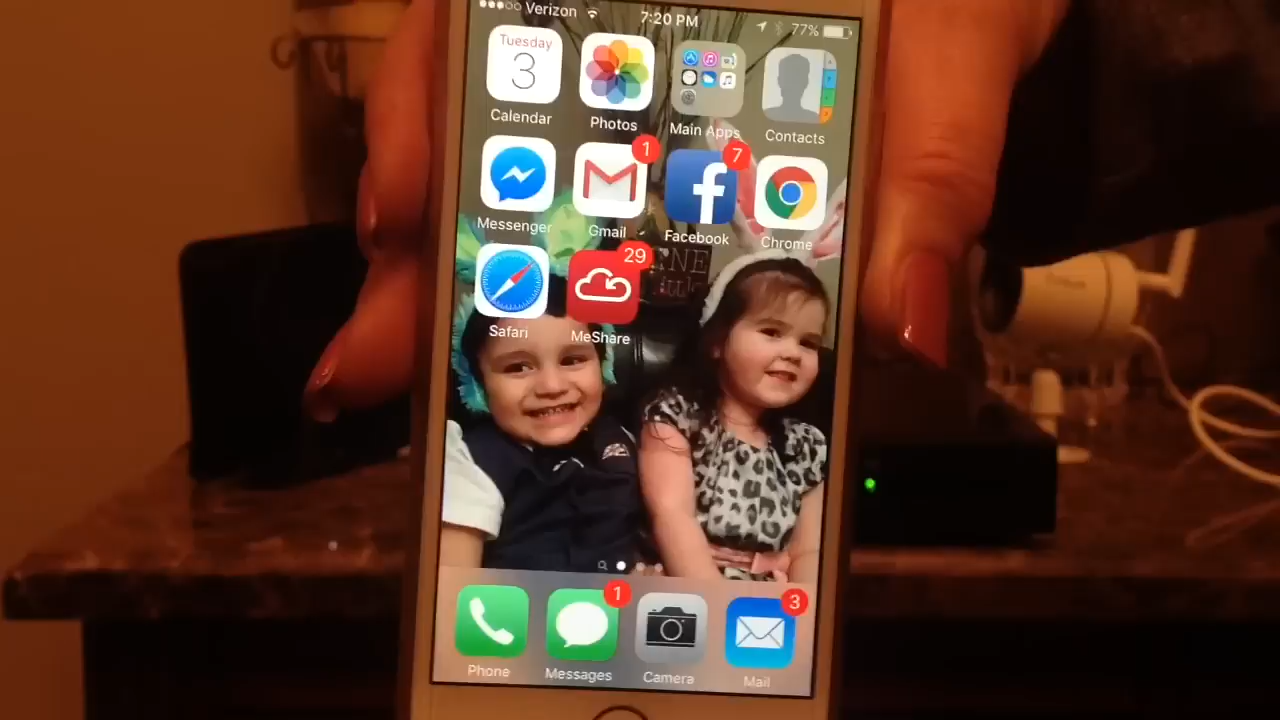 Verizon 7:20 PM 77%
Tuesday
3
Calendar Photos Main Apps Contacts
1 7
Messenger Gmail Facebook Chrome
29
Safari MeShare
1 3
Phone Messages Camera Mail